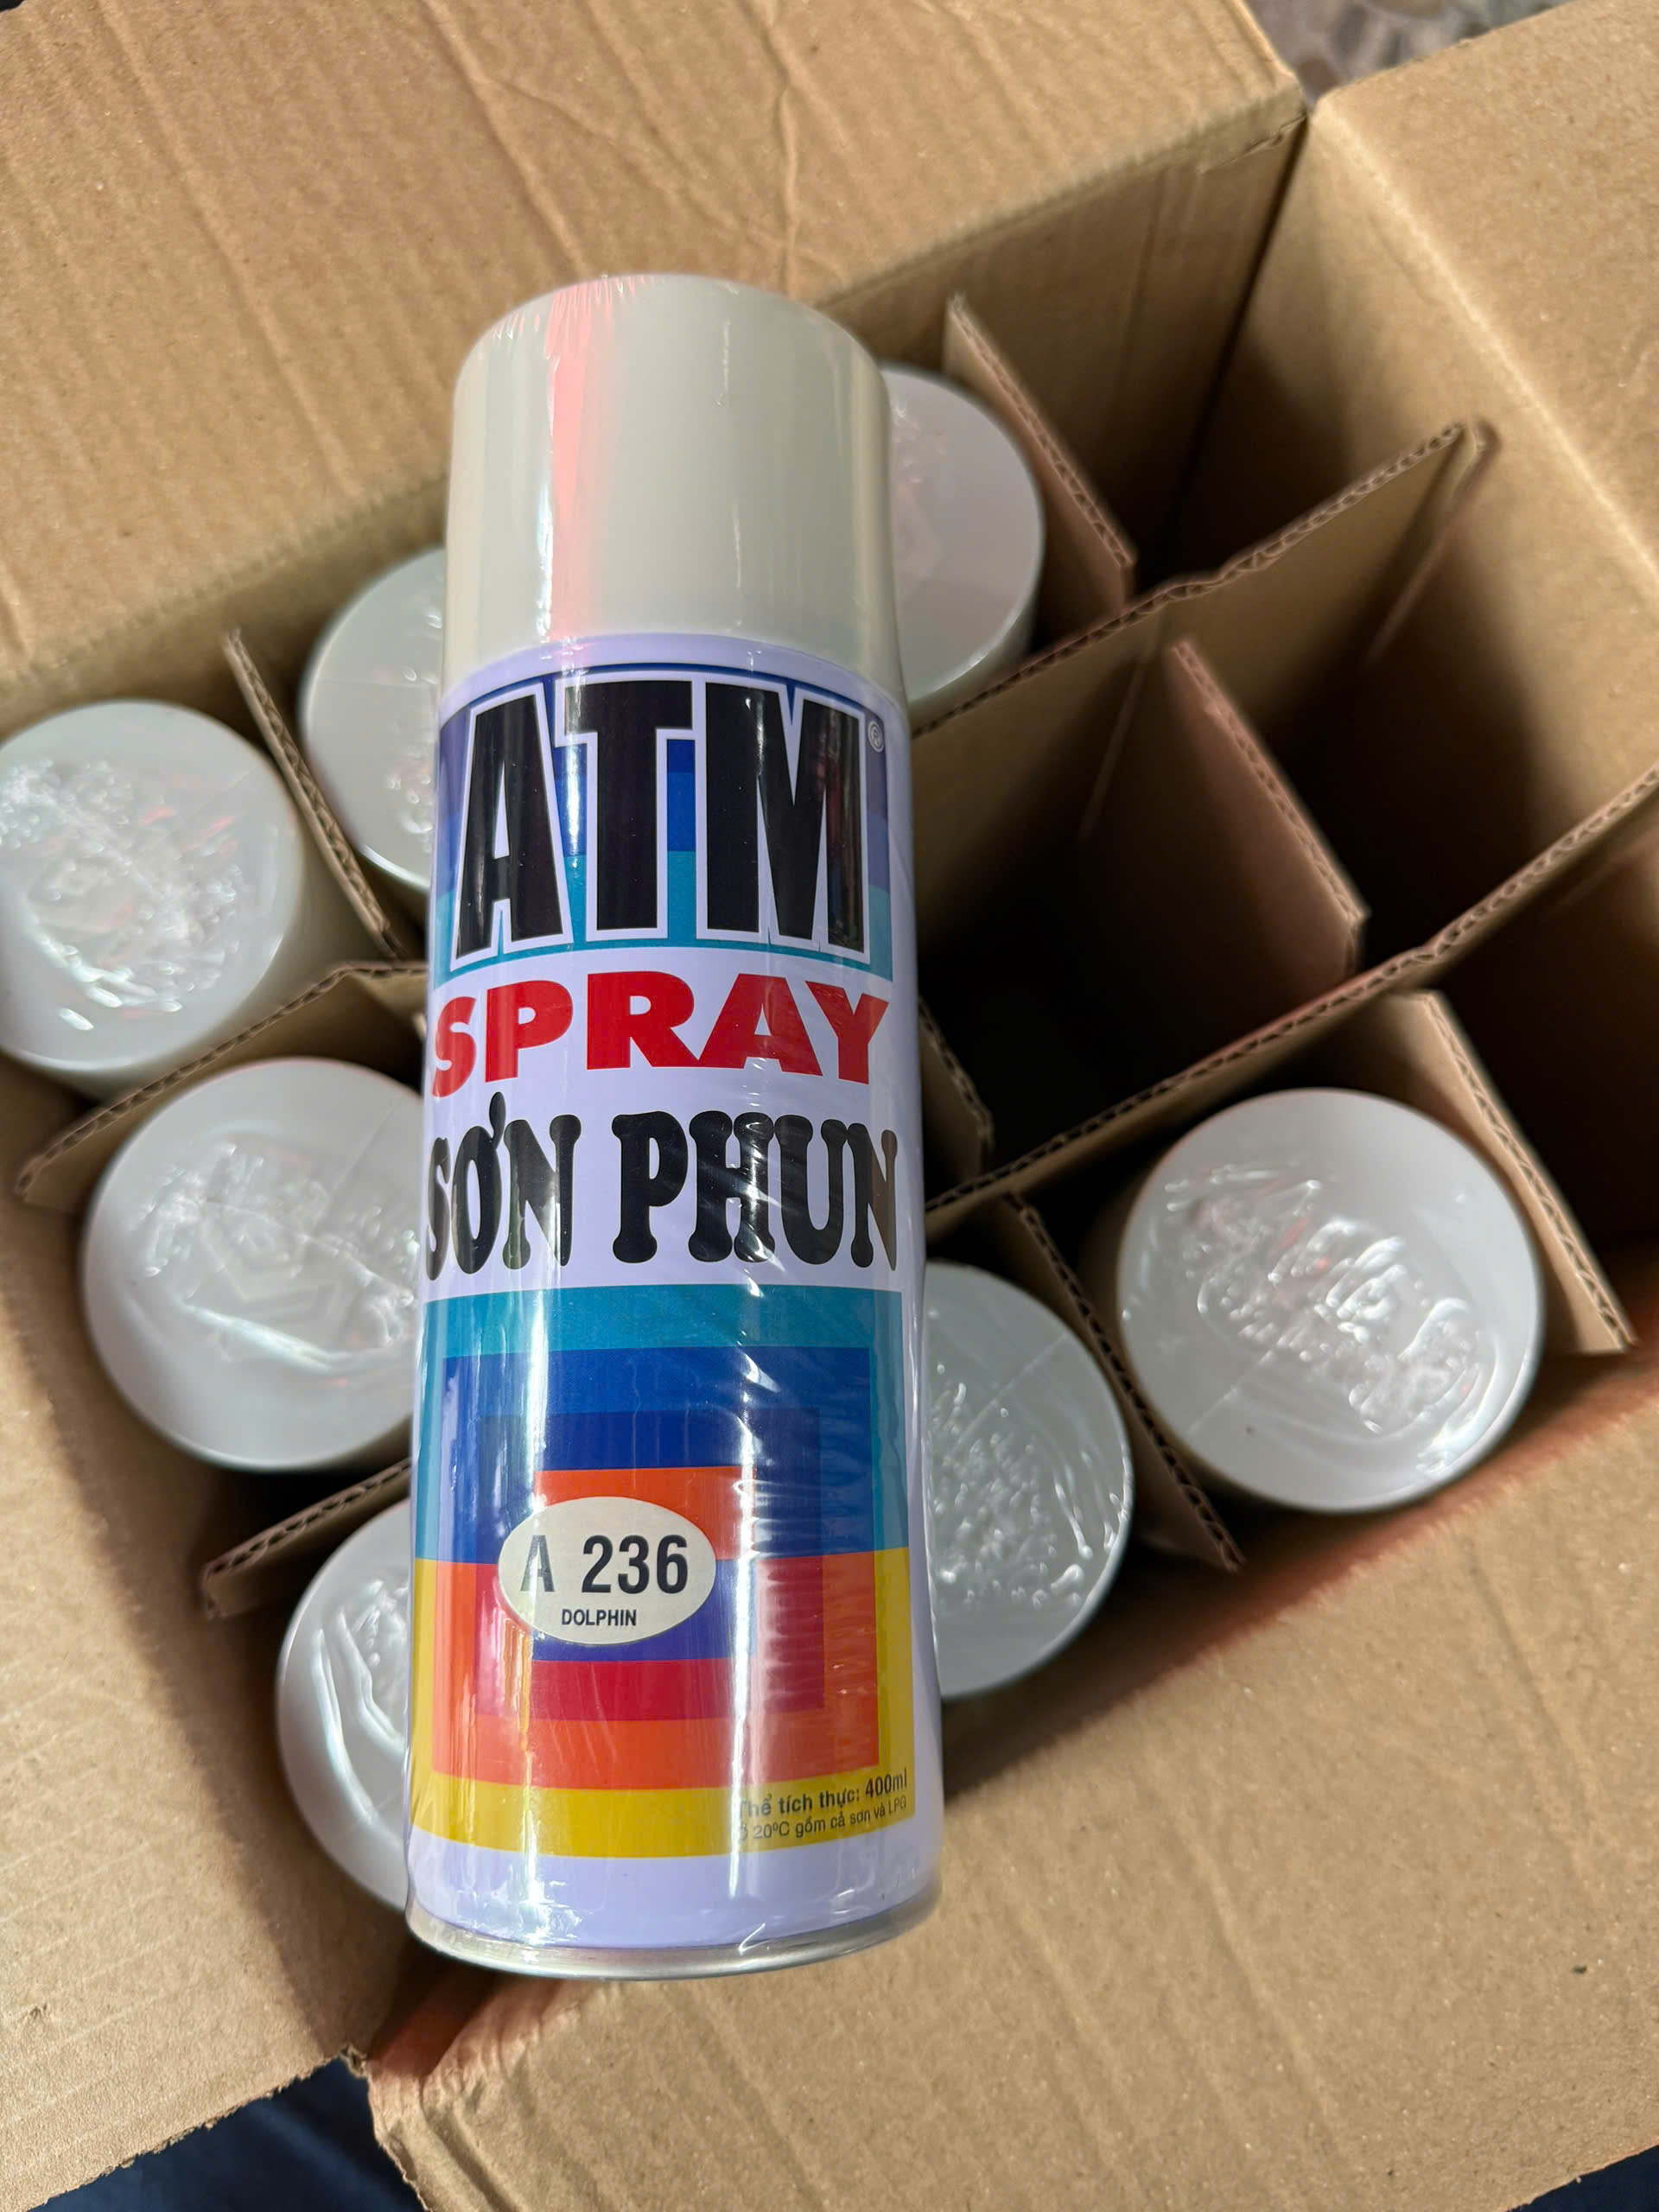 ATM®
SPRAY
SƠN PHUN
A 236
DOLPHIN
Thể tích thực: 400ml
Ở 20ºC gồm cả sơn và LPG